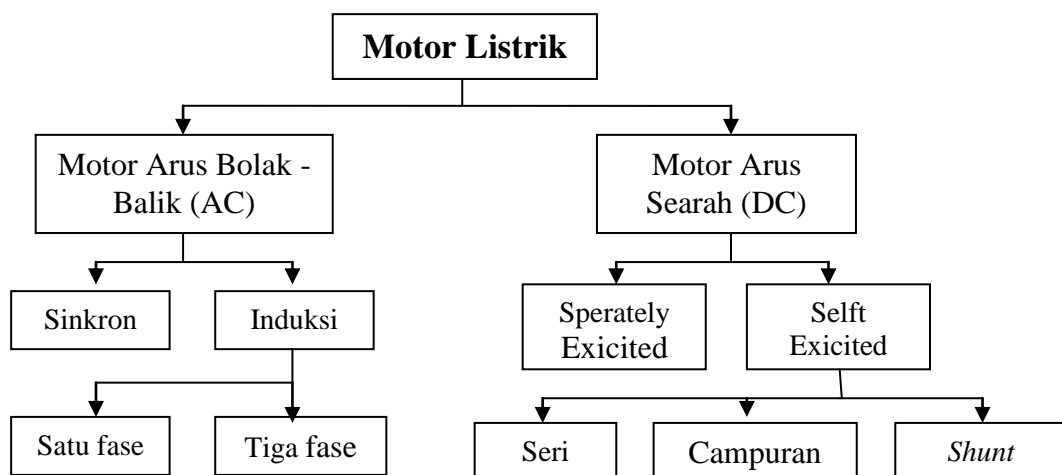 Motor Listrik
Motor Arus Bolak -
Balik (AC)
Motor Arus
Searah (DC)
Sinkron
Induksi
Sperately
Exicited
Selft
Exicited
Satu fase
Tiga fase
Seri
Campuran
Shunt